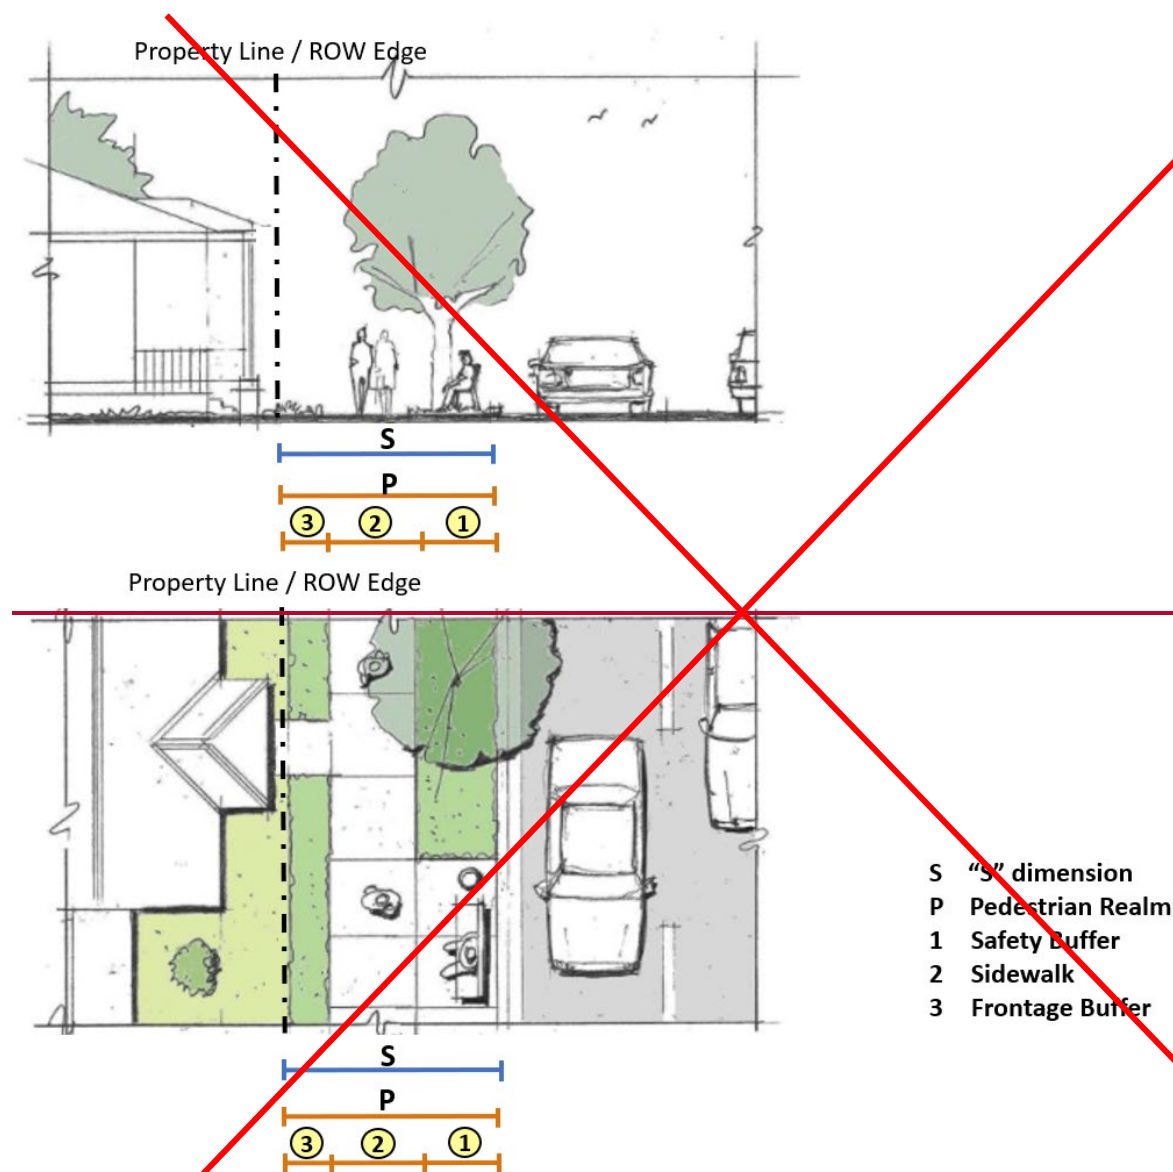 Property Line / ROW Edge
S
P
3 2 1
Property Line / ROW Edge
S "S" dimension
P Pedestrian Realm
1 Safety Buffer
2 Sidewalk
3 Frontage Buffer
S
P
3 2 1